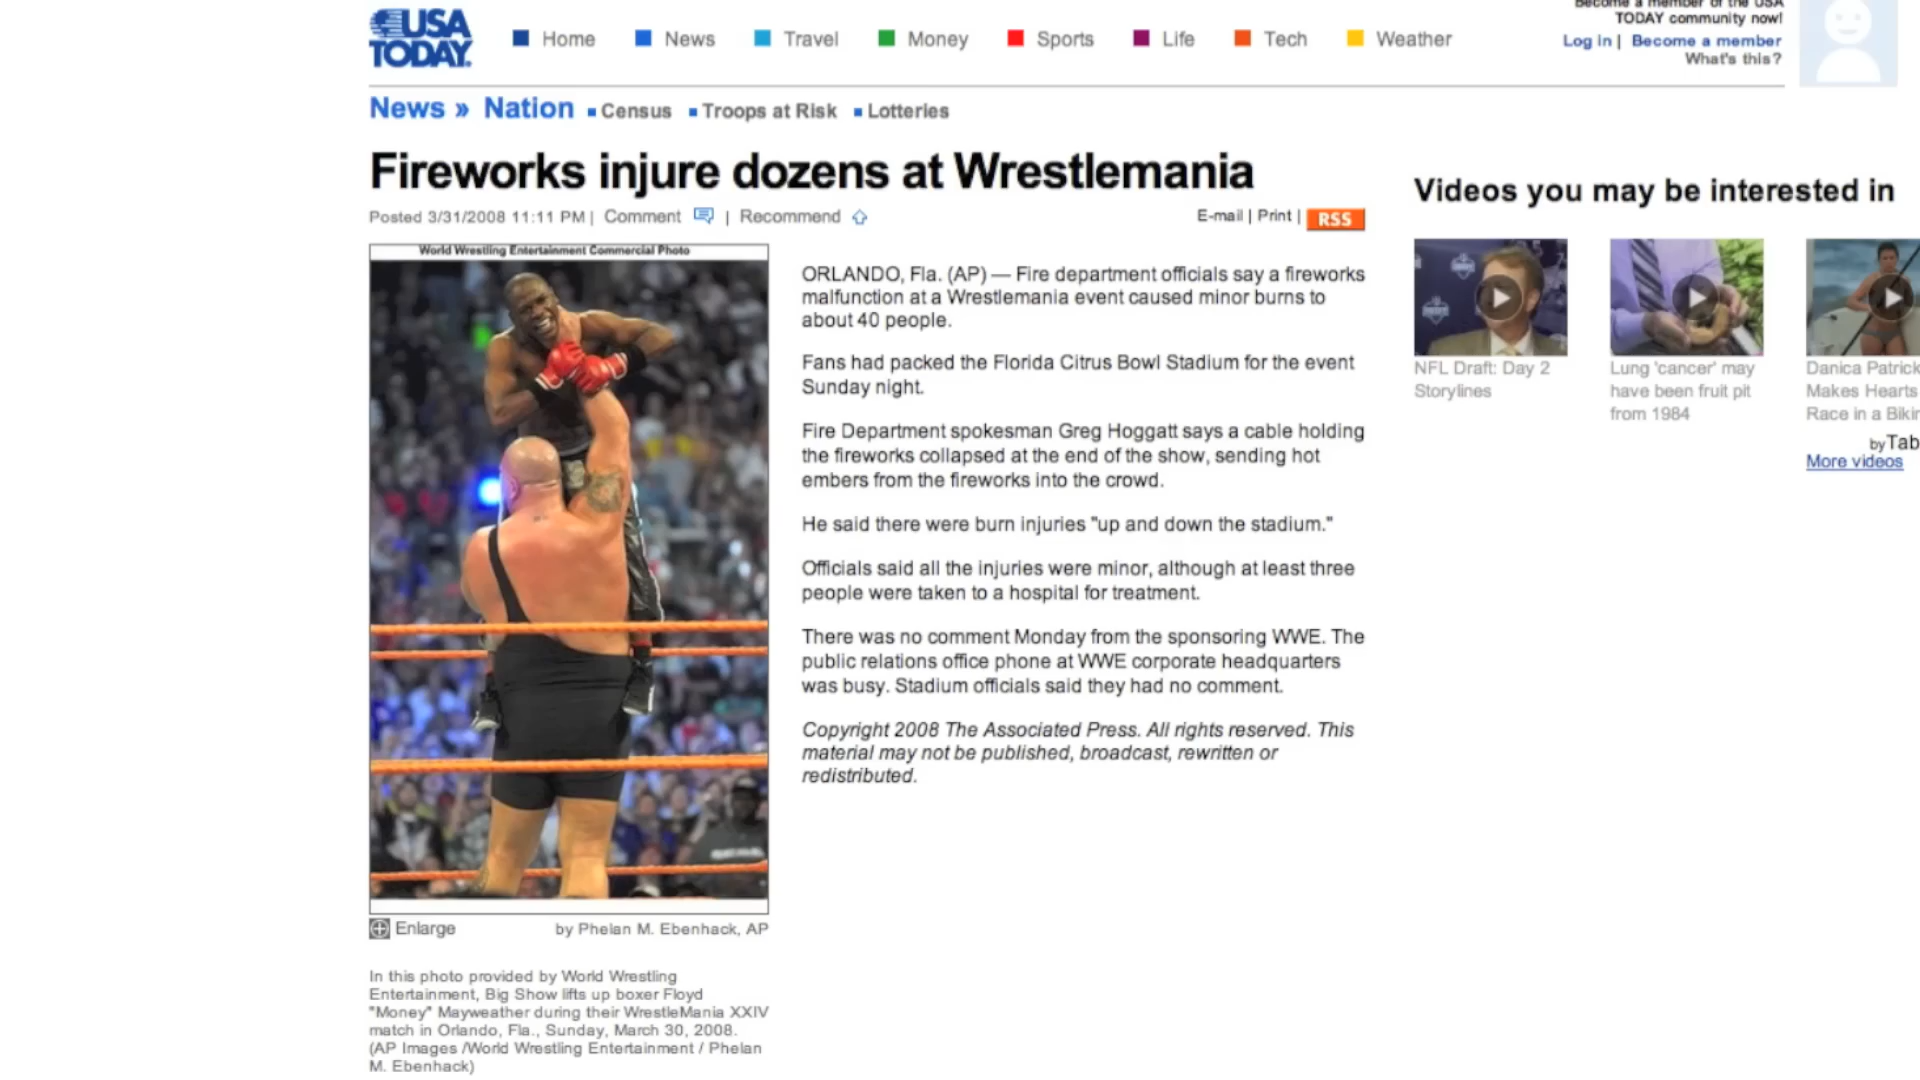 Become a member of the USA
TODAY community now!
Log in | Become a member
What's this?
USA
TODAY.
Home
News
Travel
Money
Sports
Life
Tech
Weather
News » Nation
Census
Troops at Risk
Lotteries
Fireworks injure dozens at Wrestlemania
Posted 3/31/2008 11:11 PM | Comment | Recommend
E-mail | Print | RSS
World Wrestling Entertainment Commercial Photo
Enlarge
by Phelan M. Ebenhack, AP
In this photo provided by World Wrestling
Entertainment, Big Show lifts up boxer Floyd
"Money" Mayweather during their WrestleMania XXIV
match in Orlando, Fla., Sunday, March 30, 2008.
(AP Images /World Wrestling Entertainment / Phelan
M. Ebenhack)
ORLANDO, Fla. (AP) — Fire department officials say a fireworks
malfunction at a Wrestlemania event caused minor burns to
about 40 people.
Fans had packed the Florida Citrus Bowl Stadium for the event
Sunday night.
Fire Department spokesman Greg Hoggatt says a cable holding
the fireworks collapsed at the end of the show, sending hot
embers from the fireworks into the crowd.
He said there were burn injuries "up and down the stadium."
Officials said all the injuries were minor, although at least three
people were taken to a hospital for treatment.
There was no comment Monday from the sponsoring WWE. The
public relations office phone at WWE corporate headquarters
was busy. Stadium officials said they had no comment.
Copyright 2008 The Associated Press. All rights reserved. This
material may not be published, broadcast, rewritten or
redistributed.
Videos you may be interested in
NFL Draft: Day 2
Storylines
Lung 'cancer' may
have been fruit pit
from 1984
Danica Patrick
Makes Hearts
Race in a
by Tab
More videos